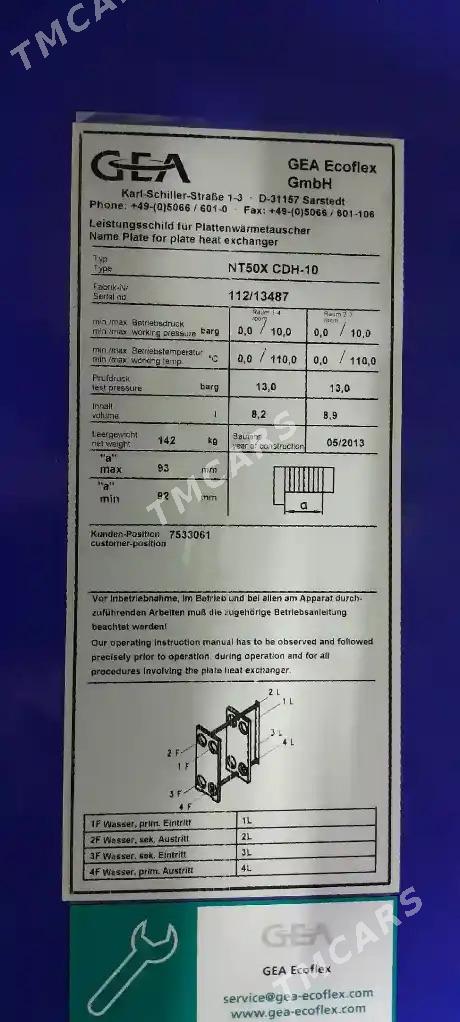 TMCARS
GEA
GEA Ecoflex
GmbH
Karl-Schiller-Straße 1-3 · D-31157 Sarstedt
Phone: +49-(0)5066 / 601-0 · Fax: +49-(0)5066 / 601-106
Leistungsschild für Plattenwärmetauscher
Name Plate for plate heat exchanger
Typ
Type NT50X CDH-10
Fabrik-Nr
Serial no 112/13487
Raum 1-4 Raum 2-3
room room
min /max Betriebsdruck
min /max working pressure barg 0,0 / 10,0 0,0 / 10,0
min /max Betriebstemperatur
min /max working temp. °C 0,0 / 110,0 0,0 / 110,0
Prüfdruck
test pressure barg 13,0 13,0
Inhalt
volume l 8,2 8,9
Leergewicht
net weight 142 kg Baujahr
year of construction 05/2013
"a"
max 93 mm
"a"
min 92 mm
a
TMCARS
Kunden-Position 7533061
customer-position
Vor Inbetriebnahme, im Betrieb und bei allen am Apparat durch-
zuführenden Arbeiten muß die zugehörige Betriebsanleitung
beachtet werden!
Our operating instruction manual has to be observed and followed
precisely prior to operation, during operation and for all
procedures involving the plate heat exchanger.
2 L
1 L
2 F
1 F
3 L
4 L
3 F
4 F
1F Wasser, prim. Eintritt 1L
2F Wasser, sek. Austritt 2L
3F Wasser, sek. Eintritt 3L
4F Wasser, prim. Austritt 4L
TMCARS
GEA
GEA Ecoflex
service@gea-ecoflex.com
www.gea-ecoflex.com